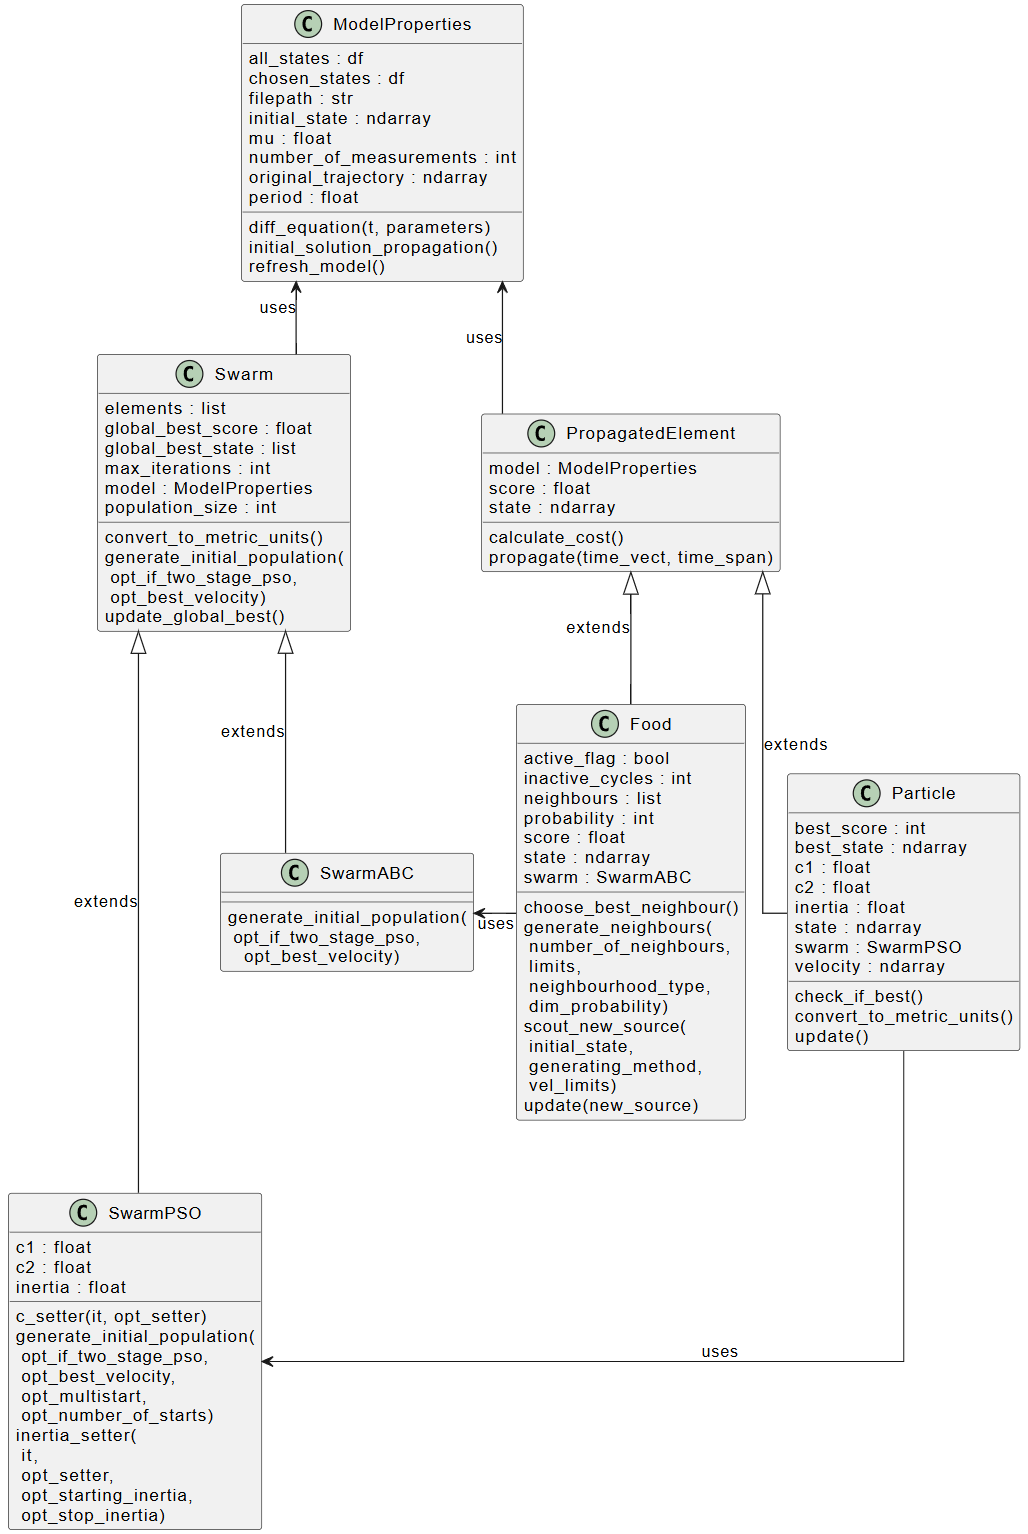 C ModelProperties
all_states : df
chosen_states : df
filepath : str
initial_state : ndarray
mu : float
number_of_measurements : int
original_trajectory : ndarray
period : float
diff_equation(t, parameters)
initial_solution_propagation()
refresh_model()
uses
uses
C Swarm
elements : list
global_best_score : float
global_best_state : list
max_iterations : int
model : ModelProperties
population_size : int
convert_to_metric_units()
generate_initial_population(
opt_if_two_stage_pso,
opt_best_velocity)
update_global_best()
C PropagatedElement
model : ModelProperties
score : float
state : ndarray
calculate_cost()
propagate(time_vect, time_span)
extends
extends
extends
extends
C Food
active_flag : bool
inactive_cycles : int
neighbours : list
probability : int
score : float
state : ndarray
swarm : SwarmABC
choose_best_neighbour()
generate_neighbours(
number_of_neighbours,
limits,
neighbourhood_type,
dim_probability)
scout_new_source(
initial_state,
generating_method,
vel_limits)
update(new_source)
C Particle
best_score : int
best_state : ndarray
c1 : float
c2 : float
inertia : float
state : ndarray
swarm : SwarmPSO
velocity : ndarray
check_if_best()
convert_to_metric_units()
update()
C SwarmABC
generate_initial_population(
opt_if_two_stage_pso,
opt_best_velocity)
uses
C SwarmPSO
c1 : float
c2 : float
inertia : float
c_setter(it, opt_setter)
generate_initial_population(
opt_if_two_stage_pso,
opt_best_velocity,
opt_multistart,
opt_number_of_starts)
inertia_setter(
it,
opt_setter,
opt_starting_inertia,
opt_stop_inertia)
uses